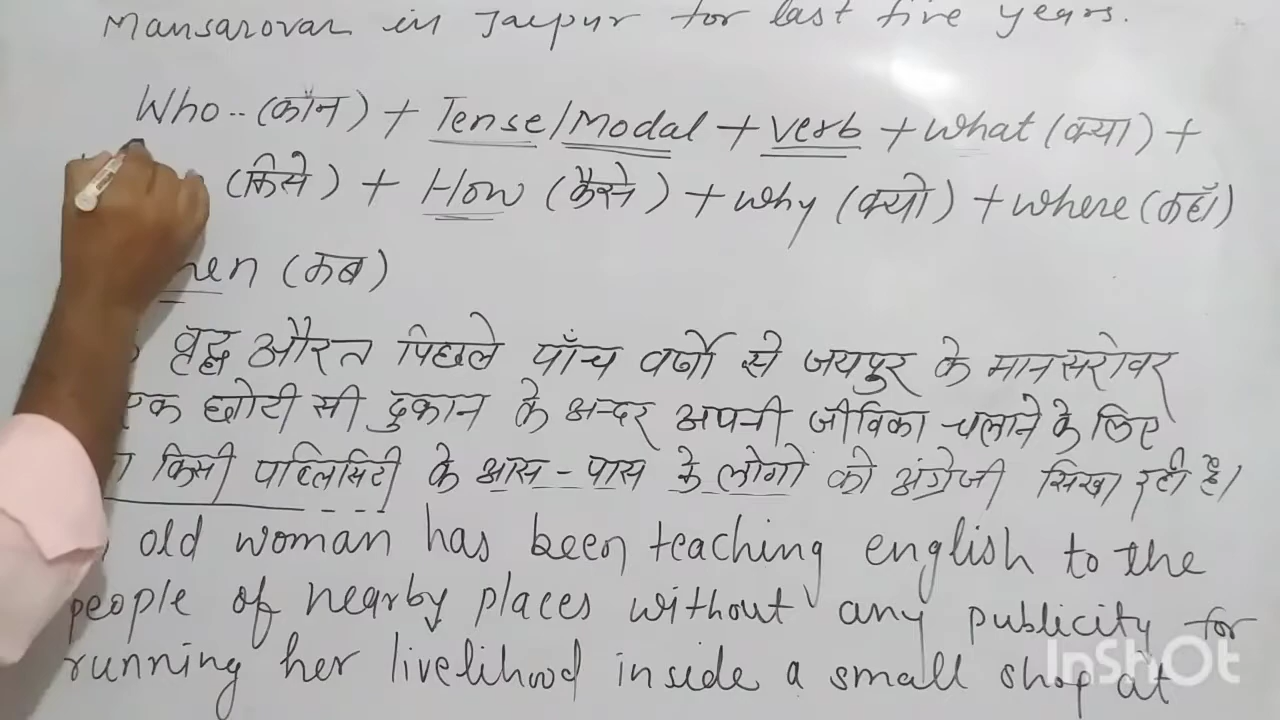 Mansarovar in Jaipur for last five years.
Who.. (कौन) + Tense/Modal + verb + what (क्या) +
(किसे) + How (कैसे) + why (क्यो) + where (कहाँ)
(कब)
वृद्ध औरत पिछले पाँच वर्षो से जयपुर के मानसरोवर
छोटी सी दुकान के अन्दर अपनी जीविका चलाने के लिए
किसी पब्लिसिटी के आस-पास के लोगो को अंग्रेजी सिखा रही है।
old woman has been teaching english to the
people of nearby places without any publicity for
running her livelihood inside a small shop at
InShOt